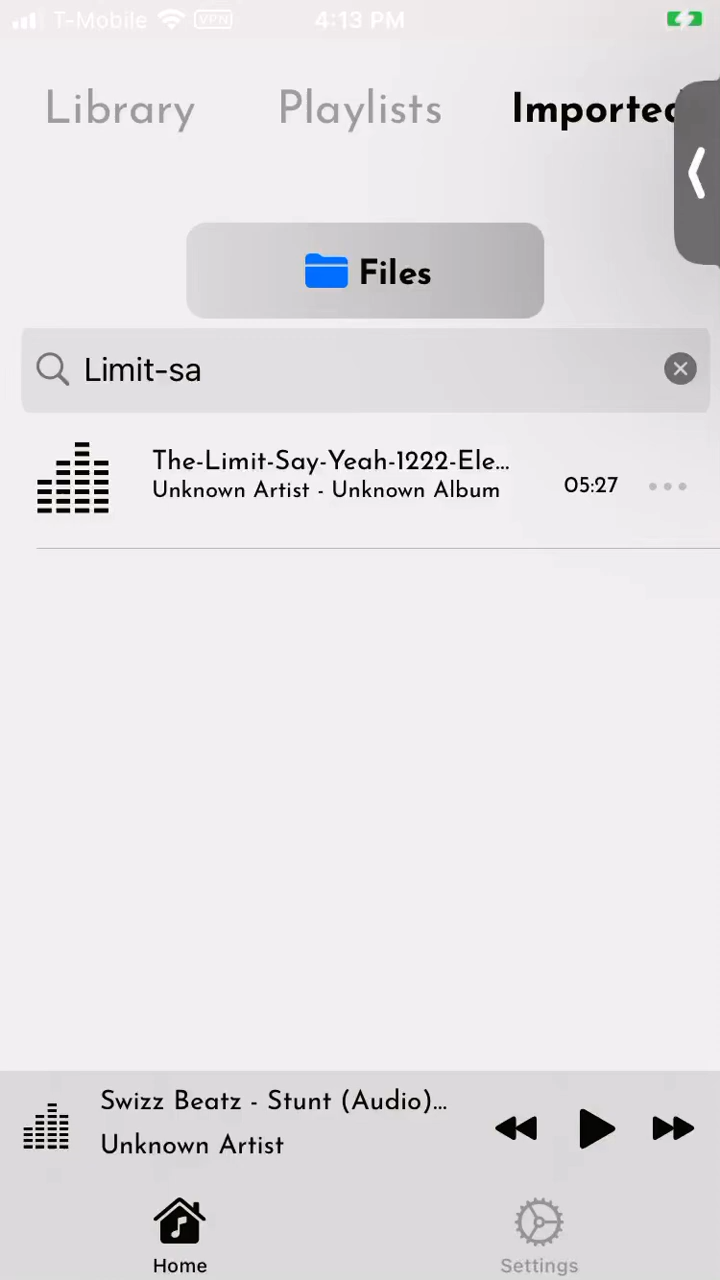 T-Mobile VPN 4:13 PM
Library Playlists Imported
Files
Limit-sa
The-Limit-Say-Yeah-1222-Ele...
Unknown Artist - Unknown Album
05:27
Swizz Beatz - Stunt (Audio)...
Unknown Artist
Home Settings